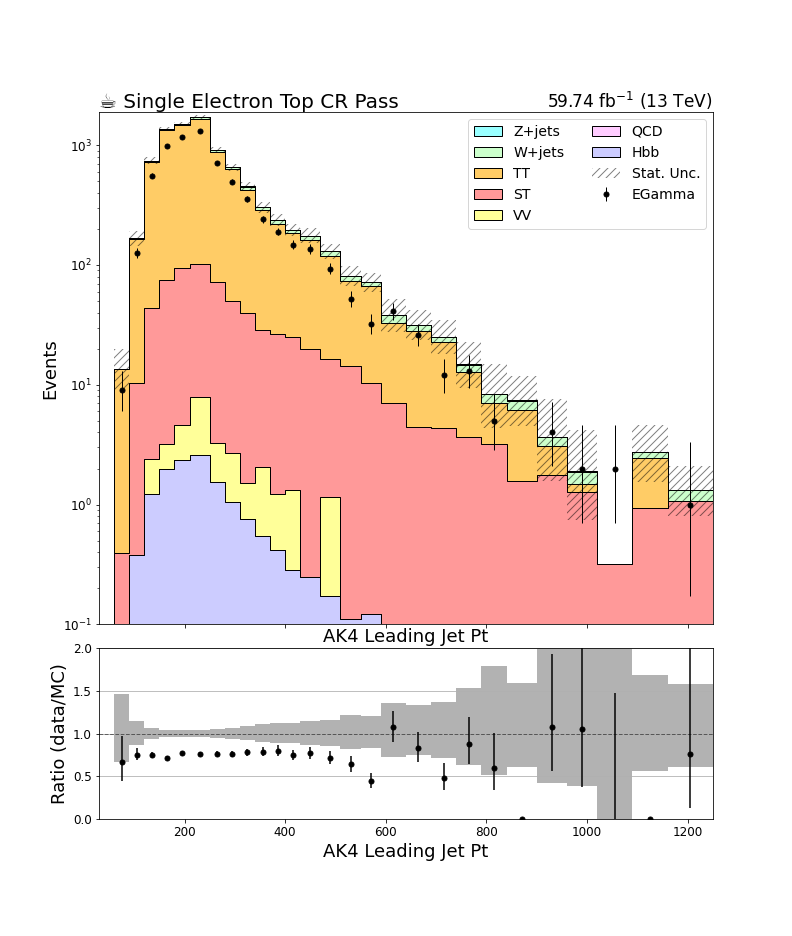 ☕ Single Electron Top CR Pass
59.74 fb⁻¹ (13 TeV)
Z+jets
W+jets
TT
ST
VV
QCD
Hbb
Stat. Unc.
EGamma
Events
10³
10²
10¹
10⁰
10⁻¹
AK4 Leading Jet Pt
Ratio (data/MC)
2.0
1.5
1.0
0.5
0.0
200 400 600 800 1000 1200
AK4 Leading Jet Pt